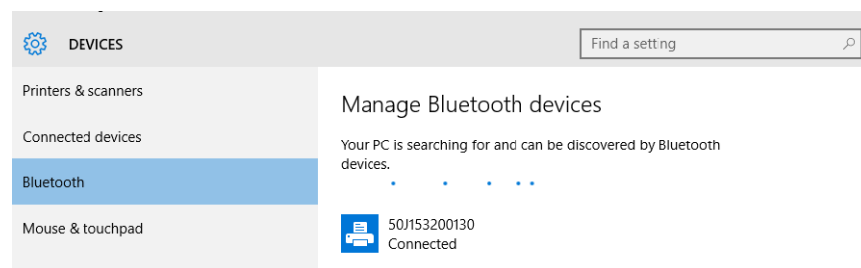 DEVICES
Find a setting
Printers & scanners
Connected devices
Bluetooth
Mouse & touchpad
Manage Bluetooth devices
Your PC is searching for and can be discovered by Bluetooth
devices.
50J153200130
Connected